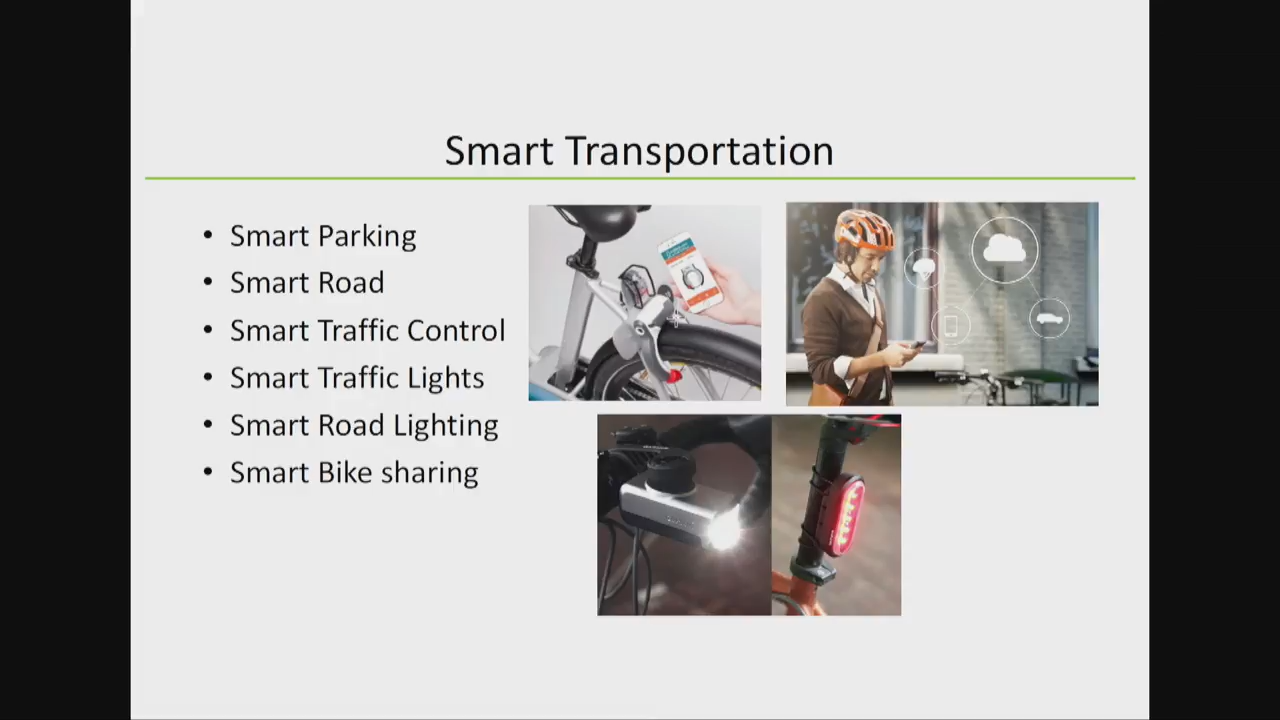 Smart Transportation
• Smart Parking
• Smart Road
• Smart Traffic Control
• Smart Traffic Lights
• Smart Road Lighting
• Smart Bike sharing